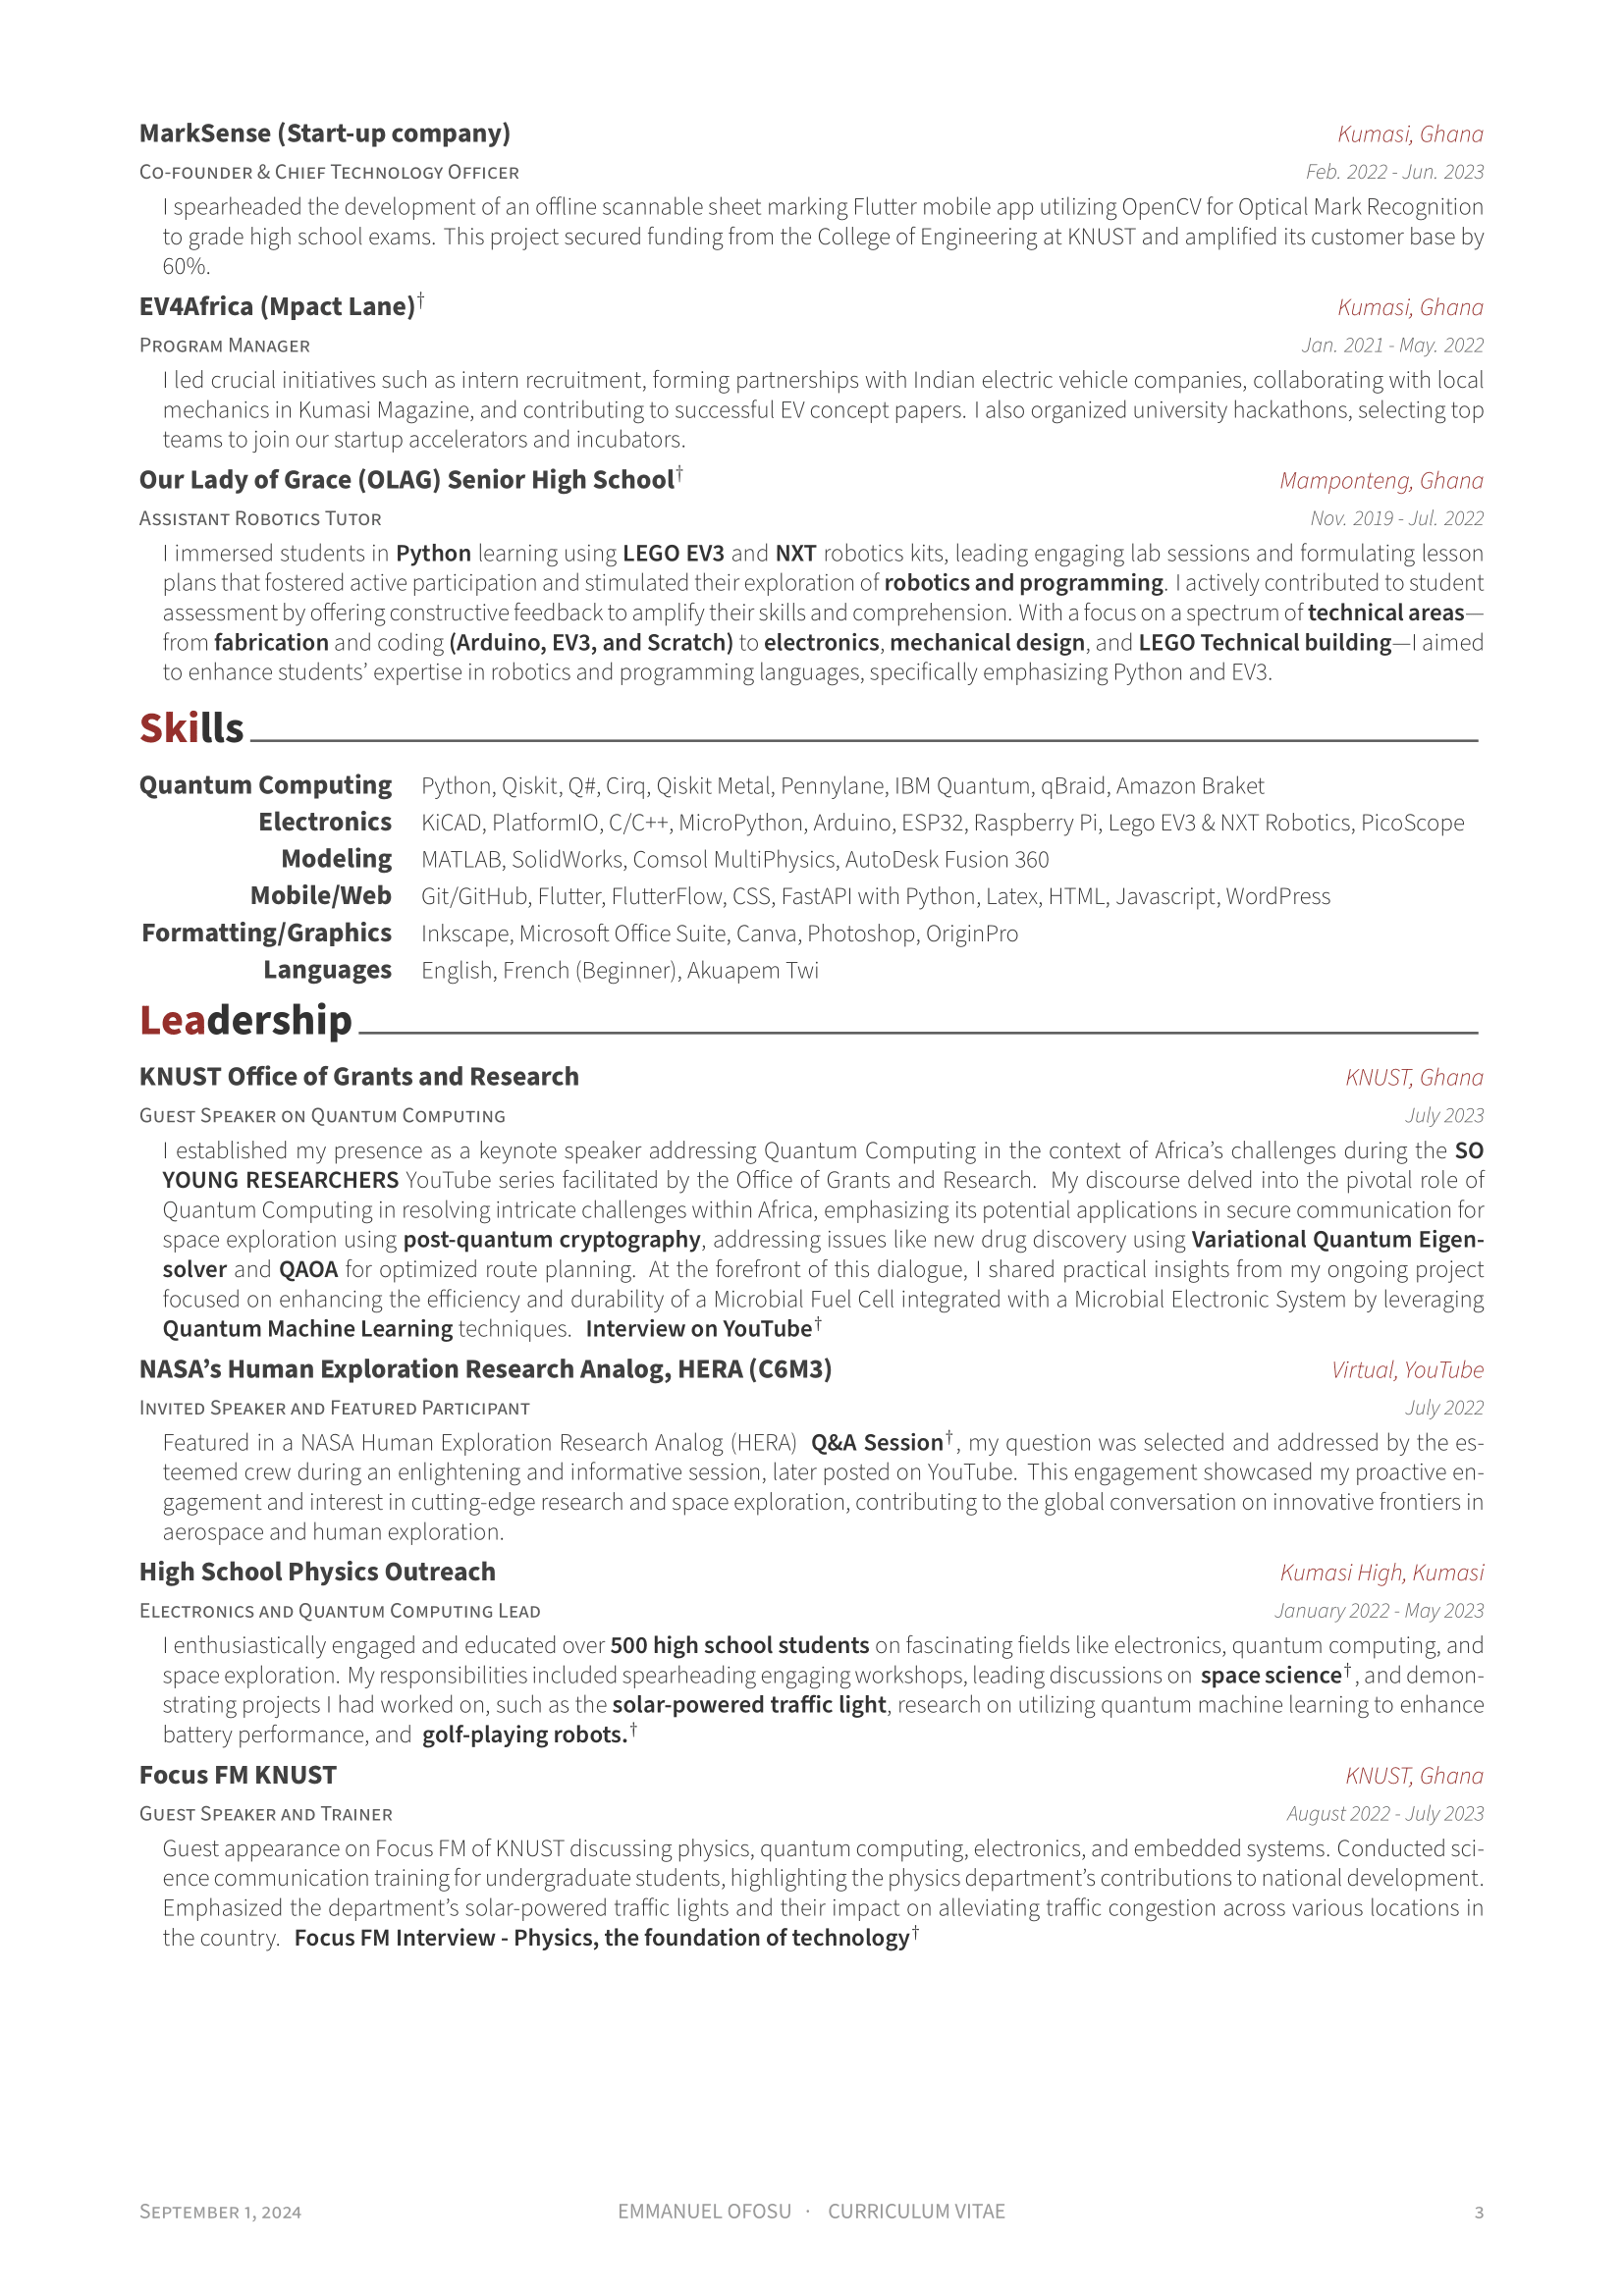 MarkSense (Start-up company) Kumasi, Ghana
Co-founder & Chief Technology Officer Feb. 2022 - Jun. 2023
I spearheaded the development of an offline scannable sheet marking Flutter mobile app utilizing OpenCV for Optical Mark Recognition
to grade high school exams. This project secured funding from the College of Engineering at KNUST and amplified its customer base by
60%.
EV4Africa (Mpact Lane)† Kumasi, Ghana
Program Manager Jan. 2021 - May. 2022
I led crucial initiatives such as intern recruitment, forming partnerships with Indian electric vehicle companies, collaborating with local
mechanics in Kumasi Magazine, and contributing to successful EV concept papers. I also organized university hackathons, selecting top
teams to join our startup accelerators and incubators.
Our Lady of Grace (OLAG) Senior High School† Mamponteng, Ghana
Assistant Robotics Tutor Nov. 2019 - Jul. 2022
I immersed students in Python learning using LEGO EV3 and NXT robotics kits, leading engaging lab sessions and formulating lesson
plans that fostered active participation and stimulated their exploration of robotics and programming. I actively contributed to student
assessment by offering constructive feedback to amplify their skills and comprehension. With a focus on a spectrum of technical areas—
from fabrication and coding (Arduino, EV3, and Scratch) to electronics, mechanical design, and LEGO Technical building—I aimed
to enhance students’ expertise in robotics and programming languages, specifically emphasizing Python and EV3.
Skills
Quantum Computing Python, Qiskit, Q#, Cirq, Qiskit Metal, Pennylane, IBM Quantum, qBraid, Amazon Braket
Electronics KiCAD, PlatformIO, C/C++, MicroPython, Arduino, ESP32, Raspberry Pi, Lego EV3 & NXT Robotics, PicoScope
Modeling MATLAB, SolidWorks, Comsol MultiPhysics, AutoDesk Fusion 360
Mobile/Web Git/GitHub, Flutter, FlutterFlow, CSS, FastAPI with Python, Latex, HTML, Javascript, WordPress
Formatting/Graphics Inkscape, Microsoft Office Suite, Canva, Photoshop, OriginPro
Languages English, French (Beginner), Akuapem Twi
Leadership
KNUST Office of Grants and Research KNUST, Ghana
Guest Speaker on Quantum Computing July 2023
I established my presence as a keynote speaker addressing Quantum Computing in the context of Africa’s challenges during the SO
YOUNG RESEARCHERS YouTube series facilitated by the Office of Grants and Research. My discourse delved into the pivotal role of
Quantum Computing in resolving intricate challenges within Africa, emphasizing its potential applications in secure communication for
space exploration using post-quantum cryptography, addressing issues like new drug discovery using Variational Quantum Eigen-
solver and QAOA for optimized route planning. At the forefront of this dialogue, I shared practical insights from my ongoing project
focused on enhancing the efficiency and durability of a Microbial Fuel Cell integrated with a Microbial Electronic System by leveraging
Quantum Machine Learning techniques. Interview on YouTube†
NASA’s Human Exploration Research Analog, HERA (C6M3) Virtual, YouTube
Invited Speaker and Featured Participant July 2022
Featured in a NASA Human Exploration Research Analog (HERA) Q&A Session†, my question was selected and addressed by the es-
teemed crew during an enlightening and informative session, later posted on YouTube. This engagement showcased my proactive en-
gagement and interest in cutting-edge research and space exploration, contributing to the global conversation on innovative frontiers in
aerospace and human exploration.
High School Physics Outreach Kumasi High, Kumasi
Electronics and Quantum Computing Lead January 2022 - May 2023
I enthusiastically engaged and educated over 500 high school students on fascinating fields like electronics, quantum computing, and
space exploration. My responsibilities included spearheading engaging workshops, leading discussions on space science†, and demon-
strating projects I had worked on, such as the solar-powered traffic light, research on utilizing quantum machine learning to enhance
battery performance, and golf-playing robots.†
Focus FM KNUST KNUST, Ghana
Guest Speaker and Trainer August 2022 - July 2023
Guest appearance on Focus FM of KNUST discussing physics, quantum computing, electronics, and embedded systems. Conducted sci-
ence communication training for undergraduate students, highlighting the physics department’s contributions to national development.
Emphasized the department’s solar-powered traffic lights and their impact on alleviating traffic congestion across various locations in
the country. Focus FM Interview - Physics, the foundation of technology†
September 1, 2024 EMMANUEL OFOSU · CURRICULUM VITAE 3